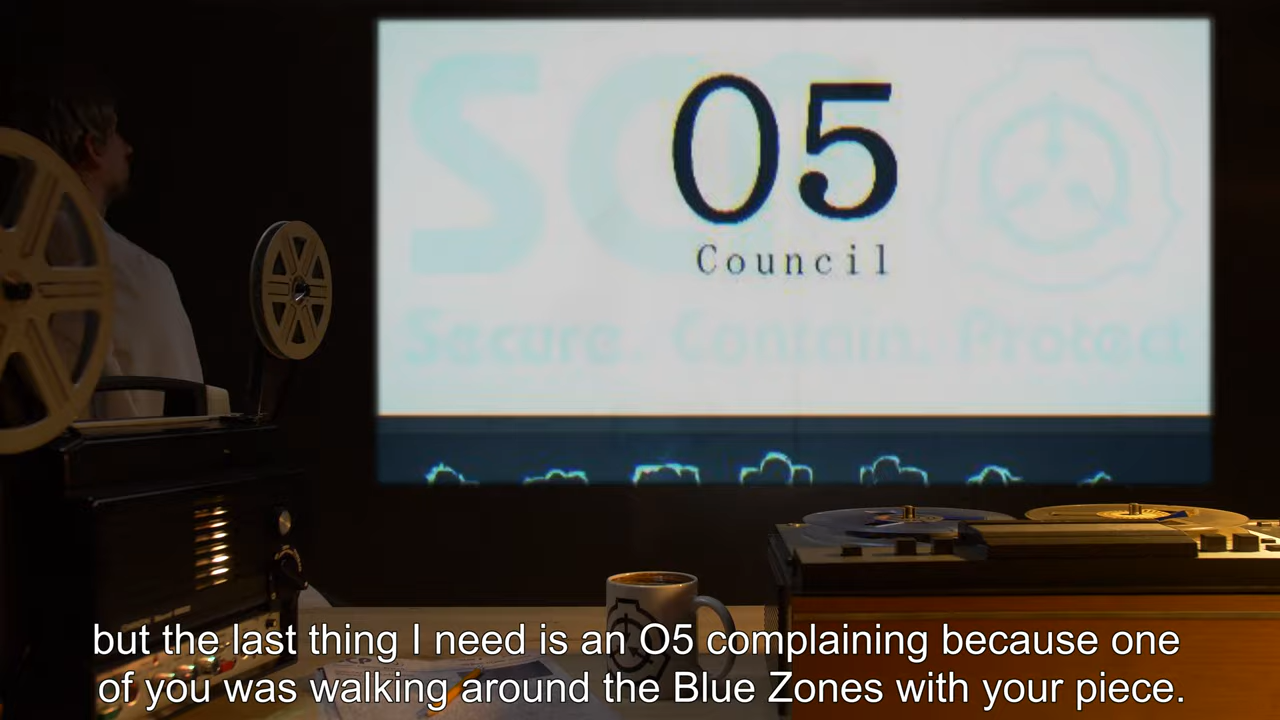 SC
O5
Council
Secure. Contain. Protect
but the last thing I need is an O5 complaining because one
of you was walking around the Blue Zones with your piece.